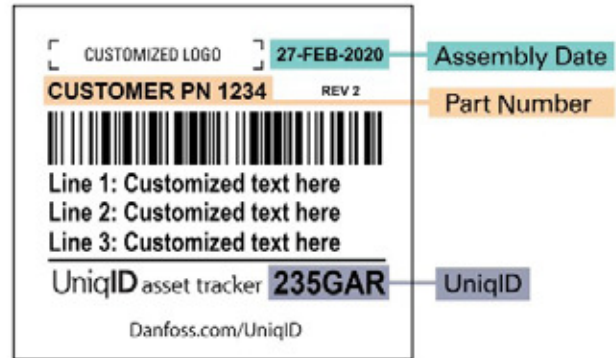 CUSTOMIZED LOGO 27-FEB-2020 Assembly Date
CUSTOMER PN 1234 REV 2 Part Number
Line 1: Customized text here
Line 2: Customized text here
Line 3: Customized text here
UniqID asset tracker 235GAR UniqID
Danfoss.com/UniqID